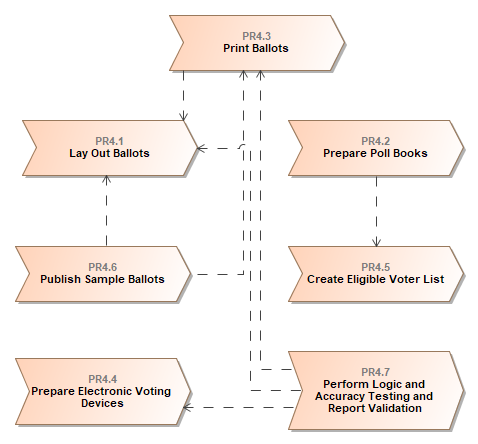 PR4.3
Print Ballots
PR4.1
Lay Out Ballots
PR4.2
Prepare Poll Books
PR4.6
Publish Sample Ballots
PR4.5
Create Eligible Voter List
PR4.4
Prepare Electronic Voting
Devices
PR4.7
Perform Logic and
Accuracy Testing and
Report Validation